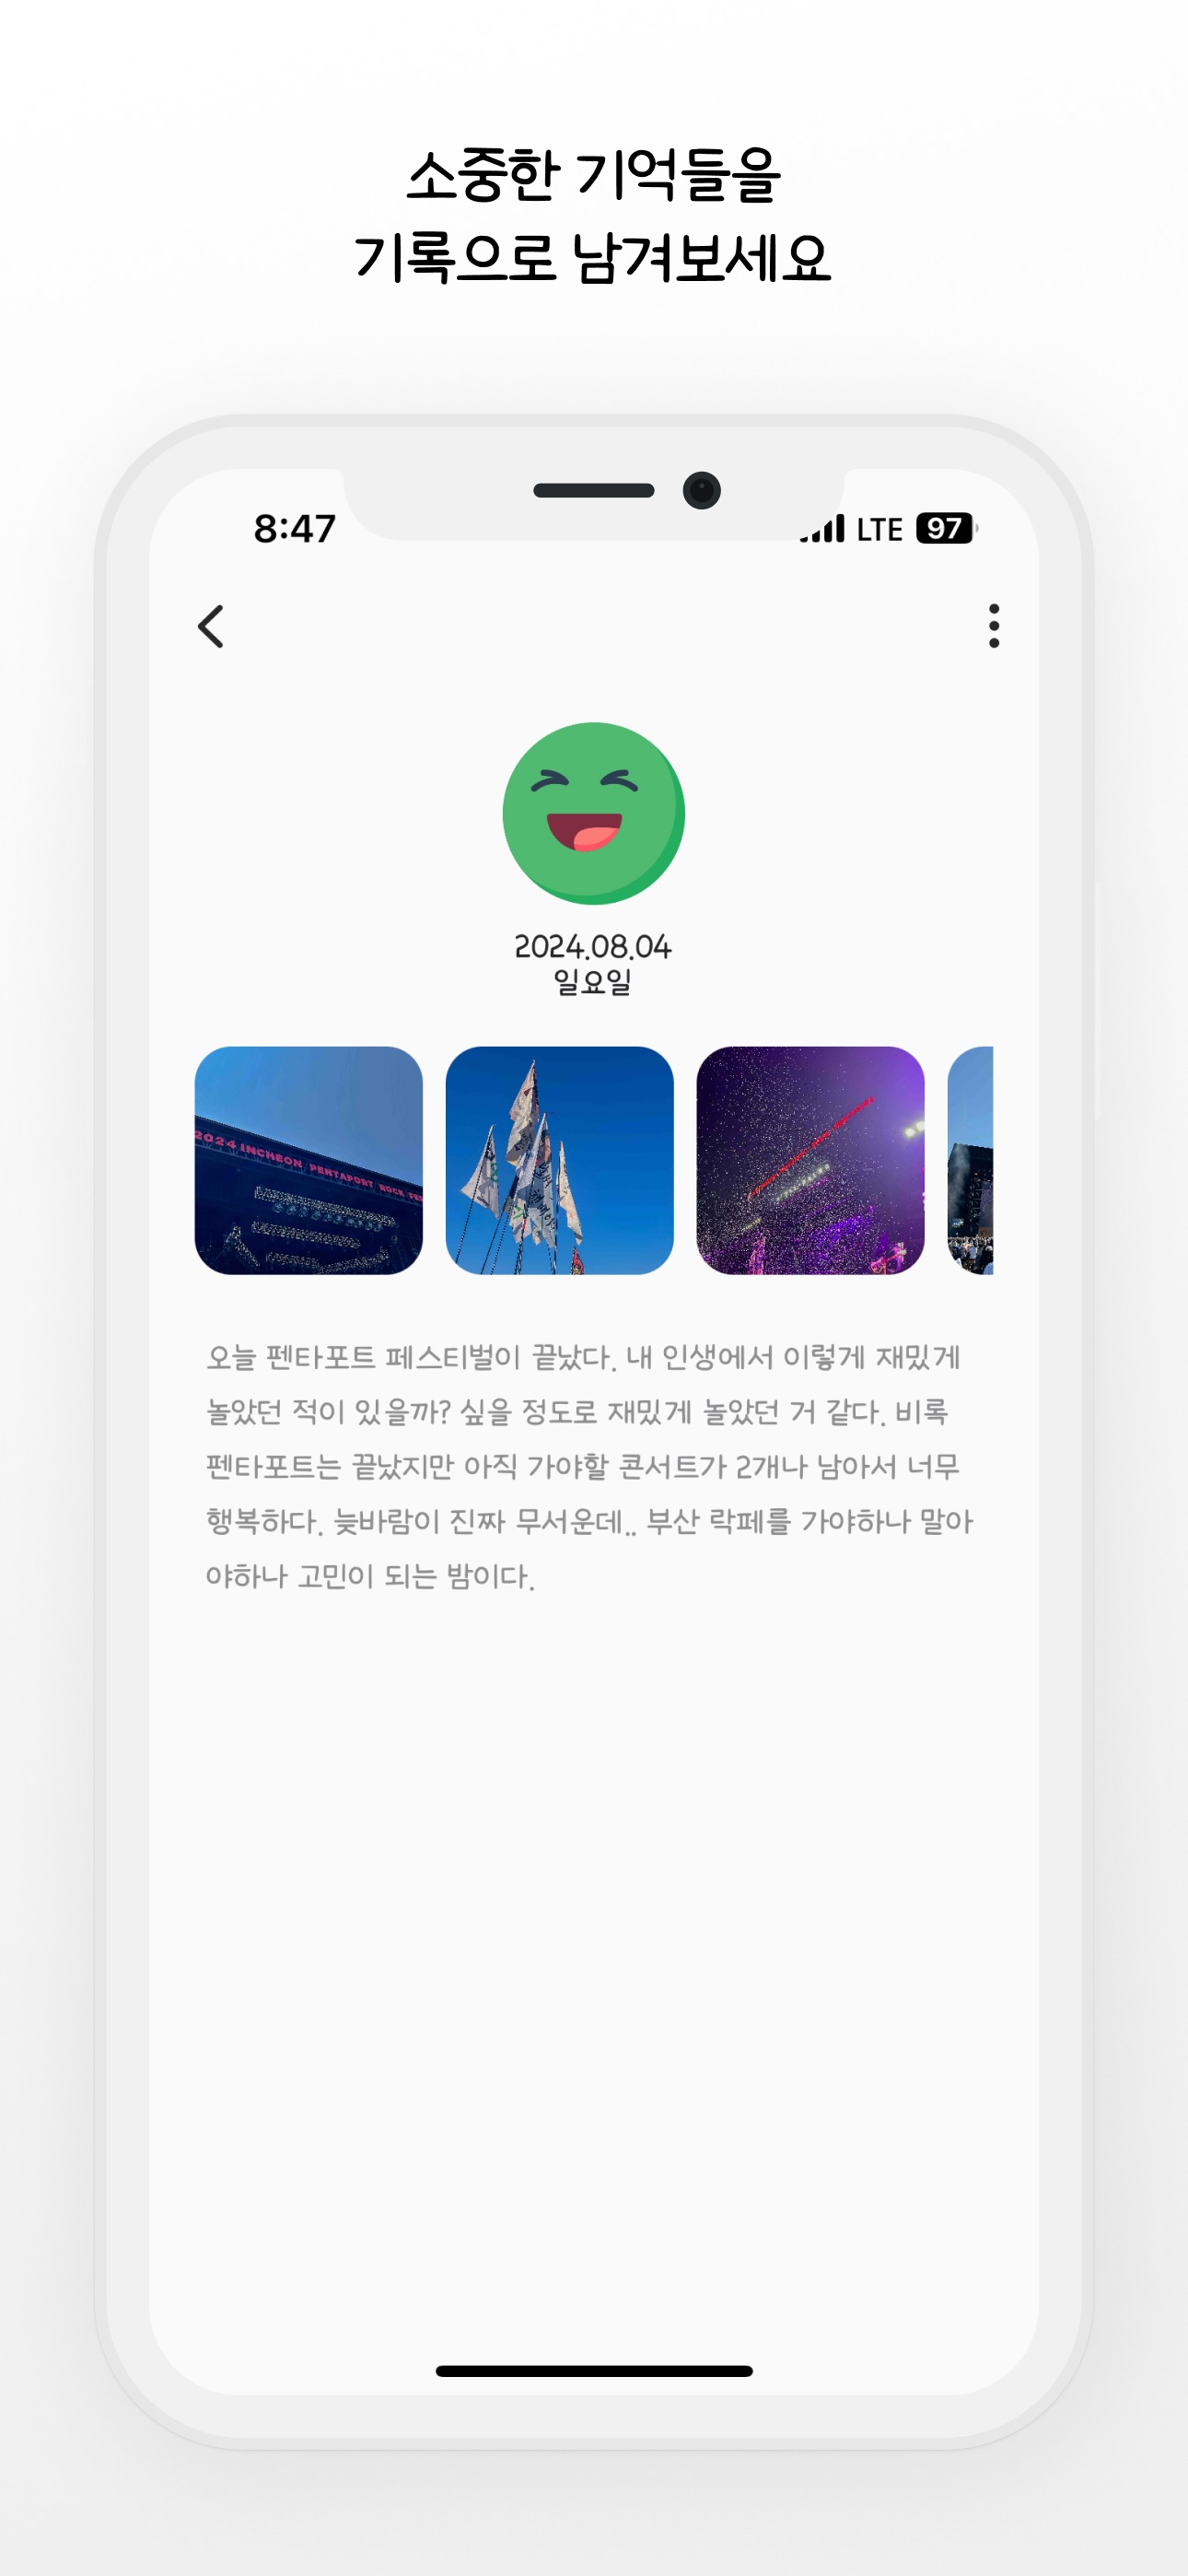 소중한 기억들을
기록으로 남겨보세요
8:47 LTE 97
2024.08.04
일요일
2024 INCHEON PENTAPORT ROCK FES
오늘 펜타포트 페스티벌이 끝났다. 내 인생에서 이렇게 재밌게
놀았던 적이 있을까? 싶을 정도로 재밌게 놀았던 거 같다. 비록
펜타포트는 끝났지만 아직 가야할 콘서트가 2개나 남아서 너무
행복하다. 늦바람이 진짜 무서운데.. 부산 락페를 가야하나 말아
야하나 고민이 되는 밤이다.